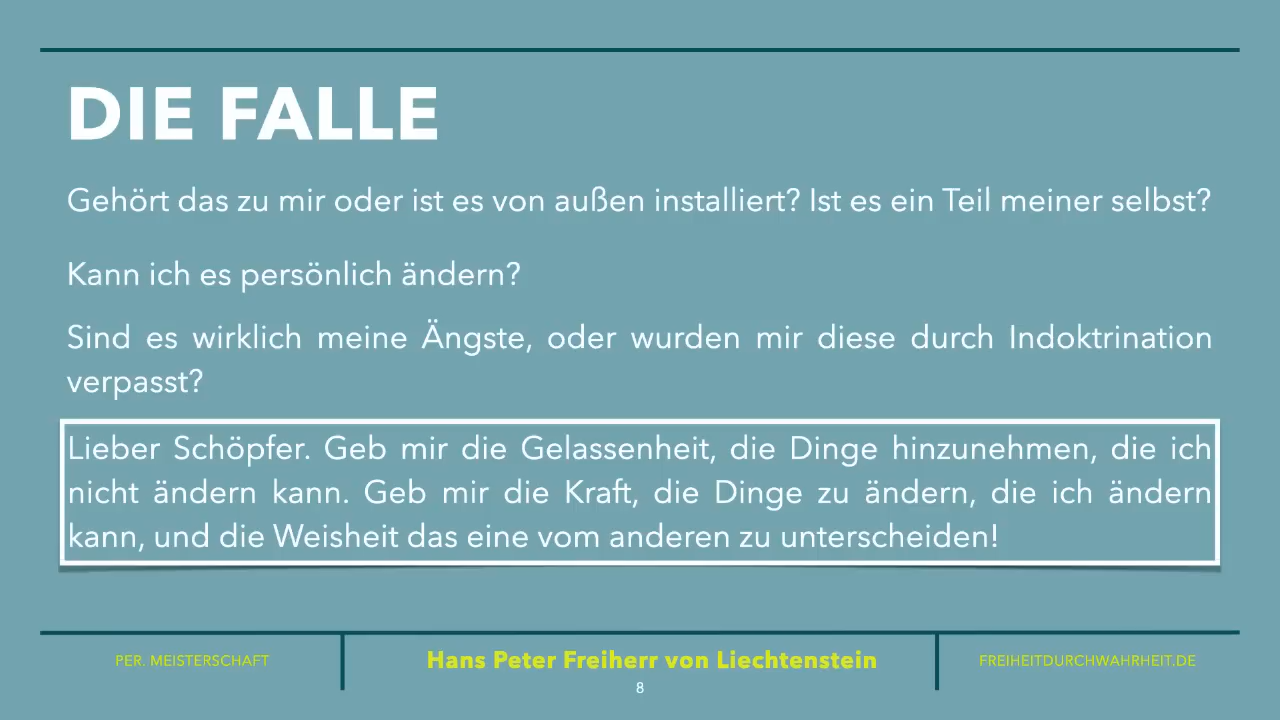 DIE FALLE
Gehört das zu mir oder ist es von außen installiert? Ist es ein Teil meiner selbst?
Kann ich es persönlich ändern?
Sind es wirklich meine Ängste, oder wurden mir diese durch Indoktrination
verpasst?
Lieber Schöpfer. Geb mir die Gelassenheit, die Dinge hinzunehmen, die ich
nicht ändern kann. Geb mir die Kraft, die Dinge zu ändern, die ich ändern
kann, und die Weisheit das eine vom anderen zu unterscheiden!
PER. MEISTERSCHAFT
Hans Peter Freiherr von Liechtenstein
FREIHEITDURCHWAHRHEIT.DE
8